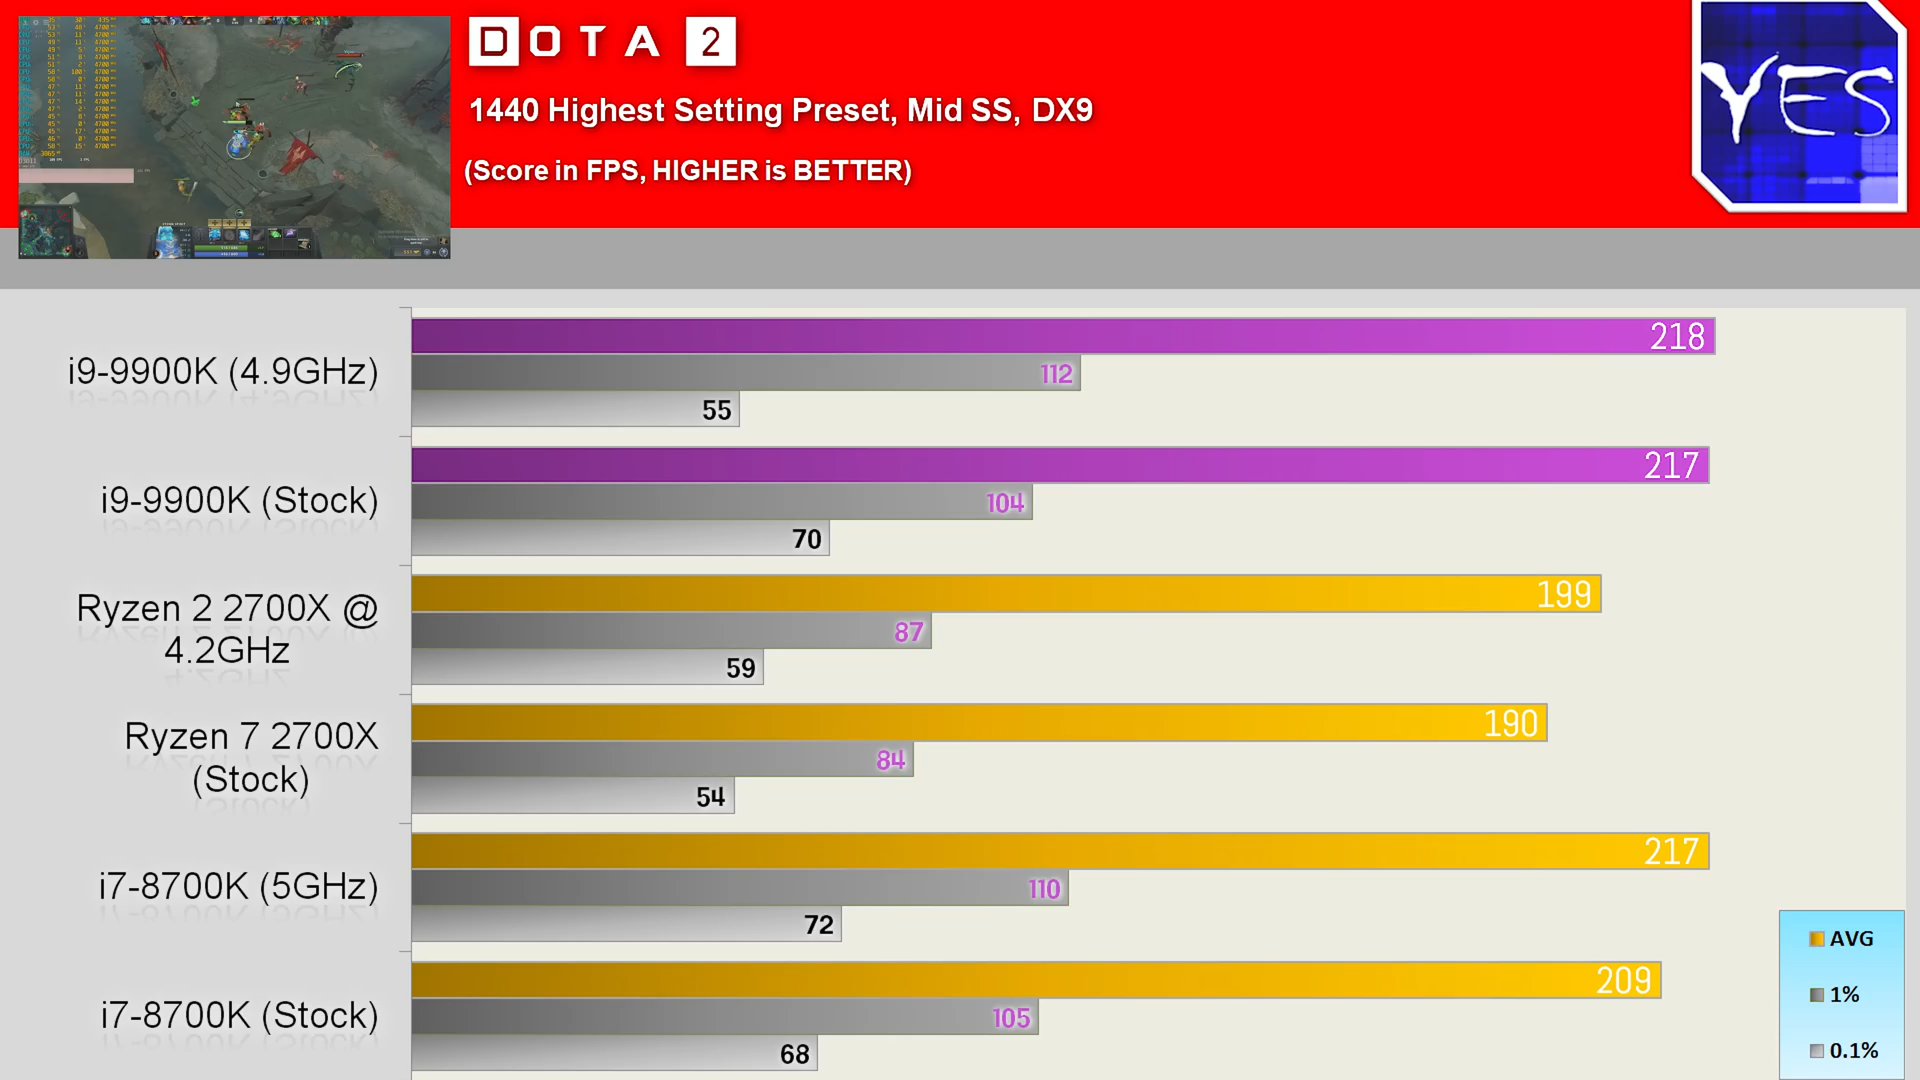 DOTA 2
1440 Highest Setting Preset, Mid SS, DX9
(Score in FPS, HIGHER is BETTER)
YES
i9-9900K (4.9GHz)
218
112
55
i9-9900K (Stock)
217
104
70
Ryzen 2 2700X @
4.2GHz
199
87
59
Ryzen 7 2700X
(Stock)
190
84
54
i7-8700K (5GHz)
217
110
72
i7-8700K (Stock)
209
105
68
AVG
1%
0.1%